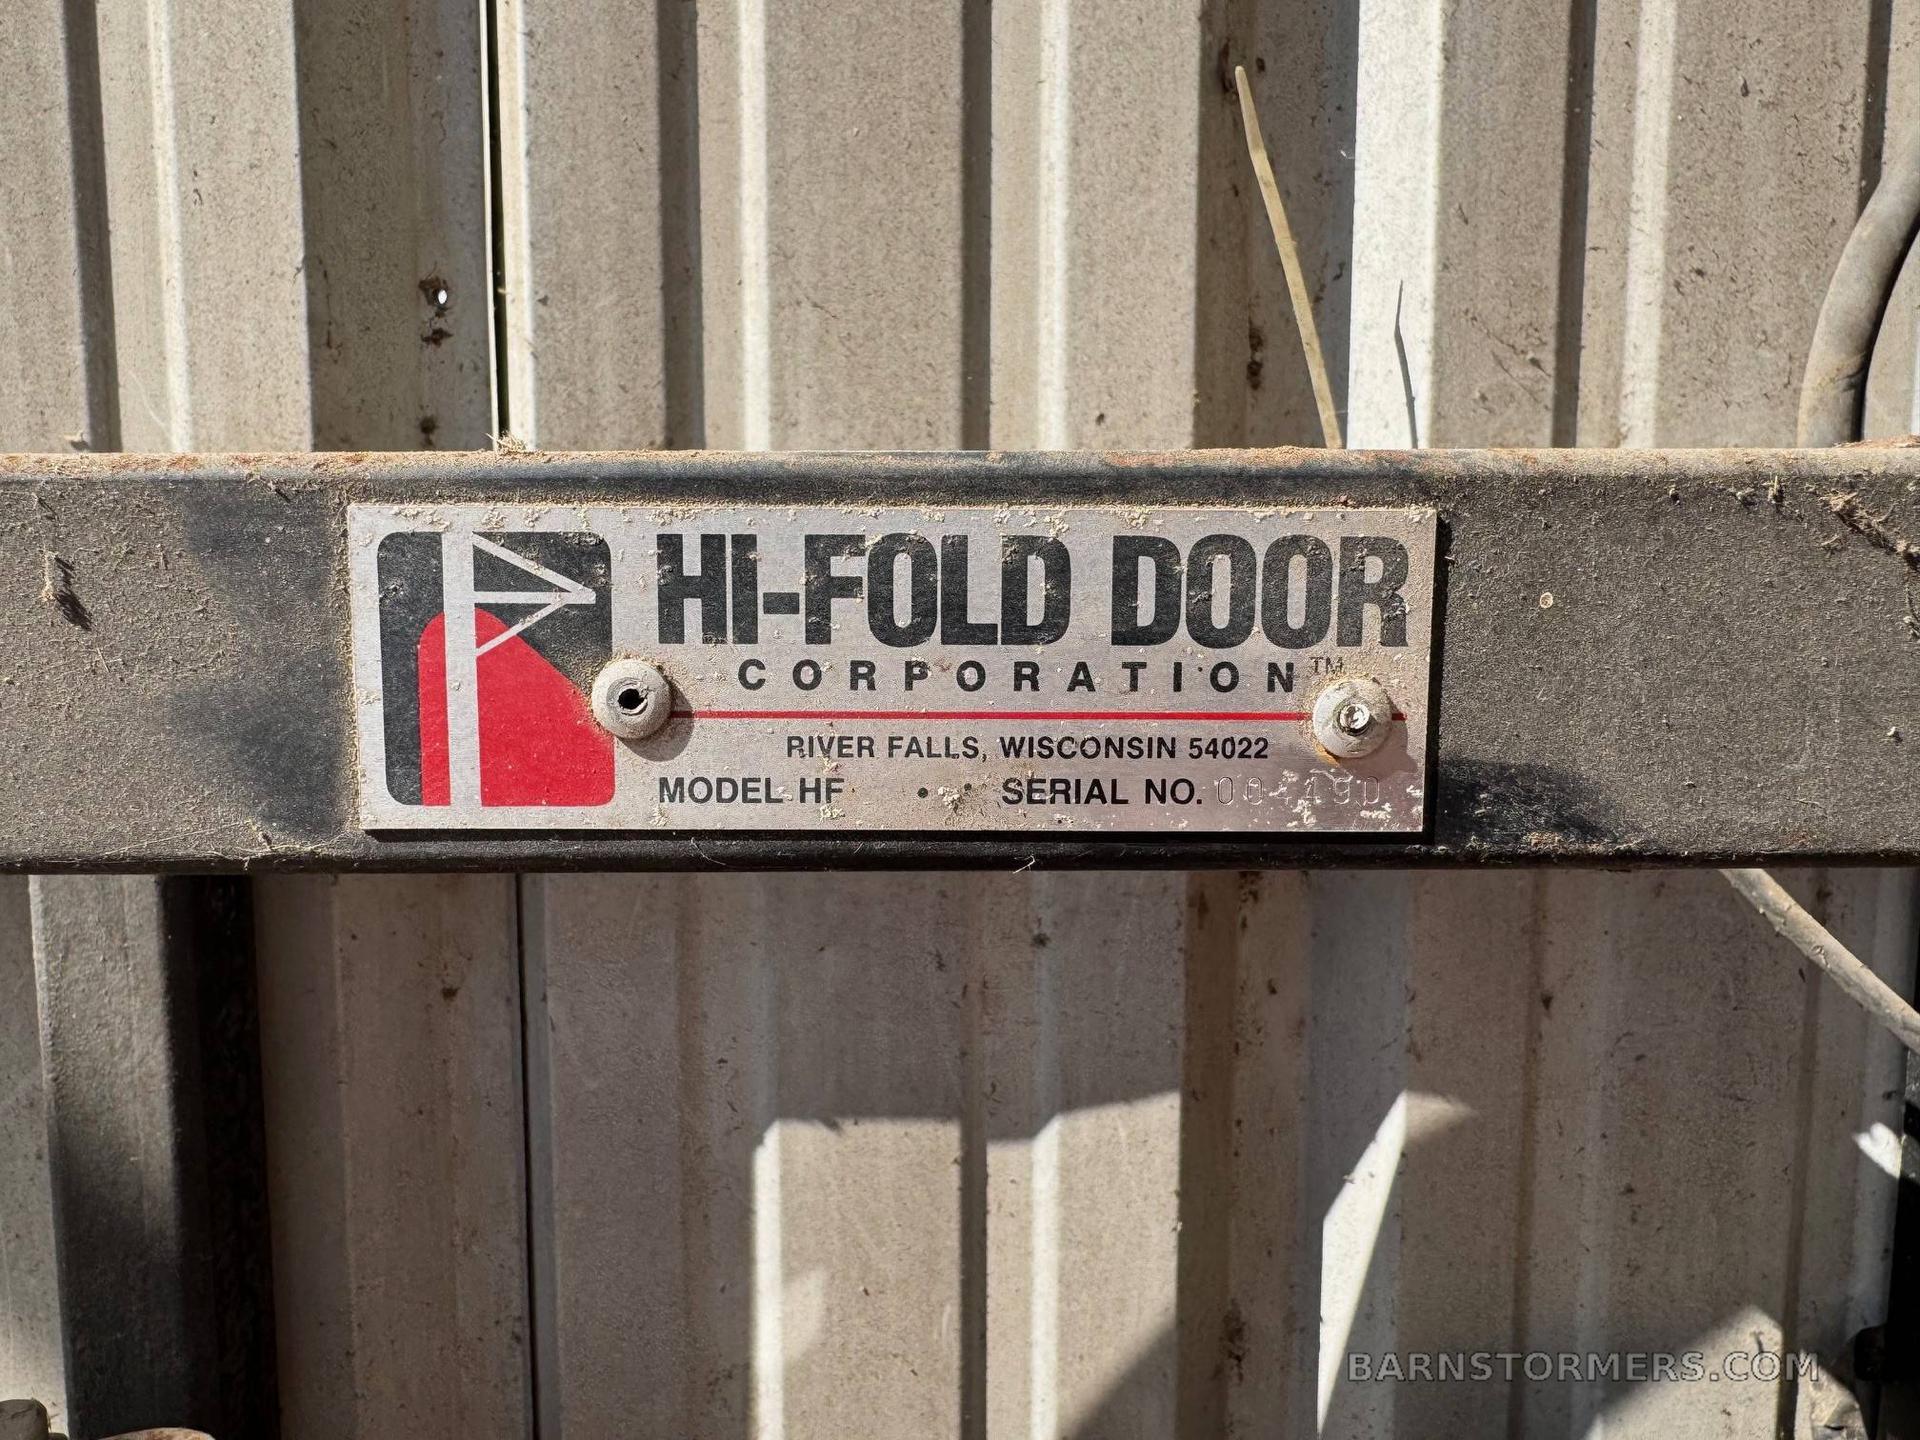 HI-FOLD DOOR
CORPORATION™
RIVER FALLS, WISCONSIN 54022
MODEL HF SERIAL NO.
BARNSTORMERS.COM